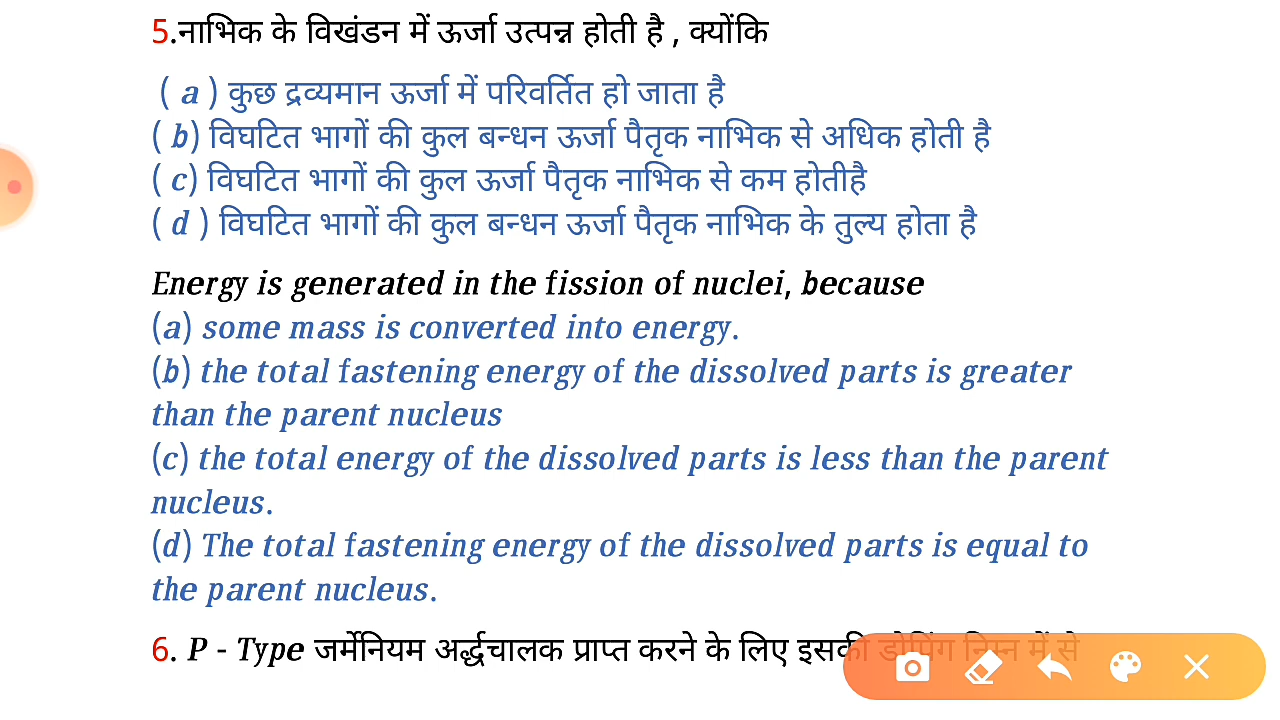 5.नाभिक के विखंडन में ऊर्जा उत्पन्न होती है , क्योंकि
( a ) कुछ द्रव्यमान ऊर्जा में परिवर्तित हो जाता है
( b) विघटित भागों की कुल बन्धन ऊर्जा पैतृक नाभिक से अधिक होती है
( c) विघटित भागों की कुल ऊर्जा पैतृक नाभिक से कम होतीहै
( d ) विघटित भागों की कुल बन्धन ऊर्जा पैतृक नाभिक के तुल्य होता है
Energy is generated in the fission of nuclei, because
(a) some mass is converted into energy.
(b) the total fastening energy of the dissolved parts is greater
than the parent nucleus
(c) the total energy of the dissolved parts is less than the parent
nucleus.
(d) The total fastening energy of the dissolved parts is equal to
the parent nucleus.
6. P - Type जर्मेनियम अर्द्धचालक प्राप्त करने के लिए इसकी डोपिंग निम्न में से